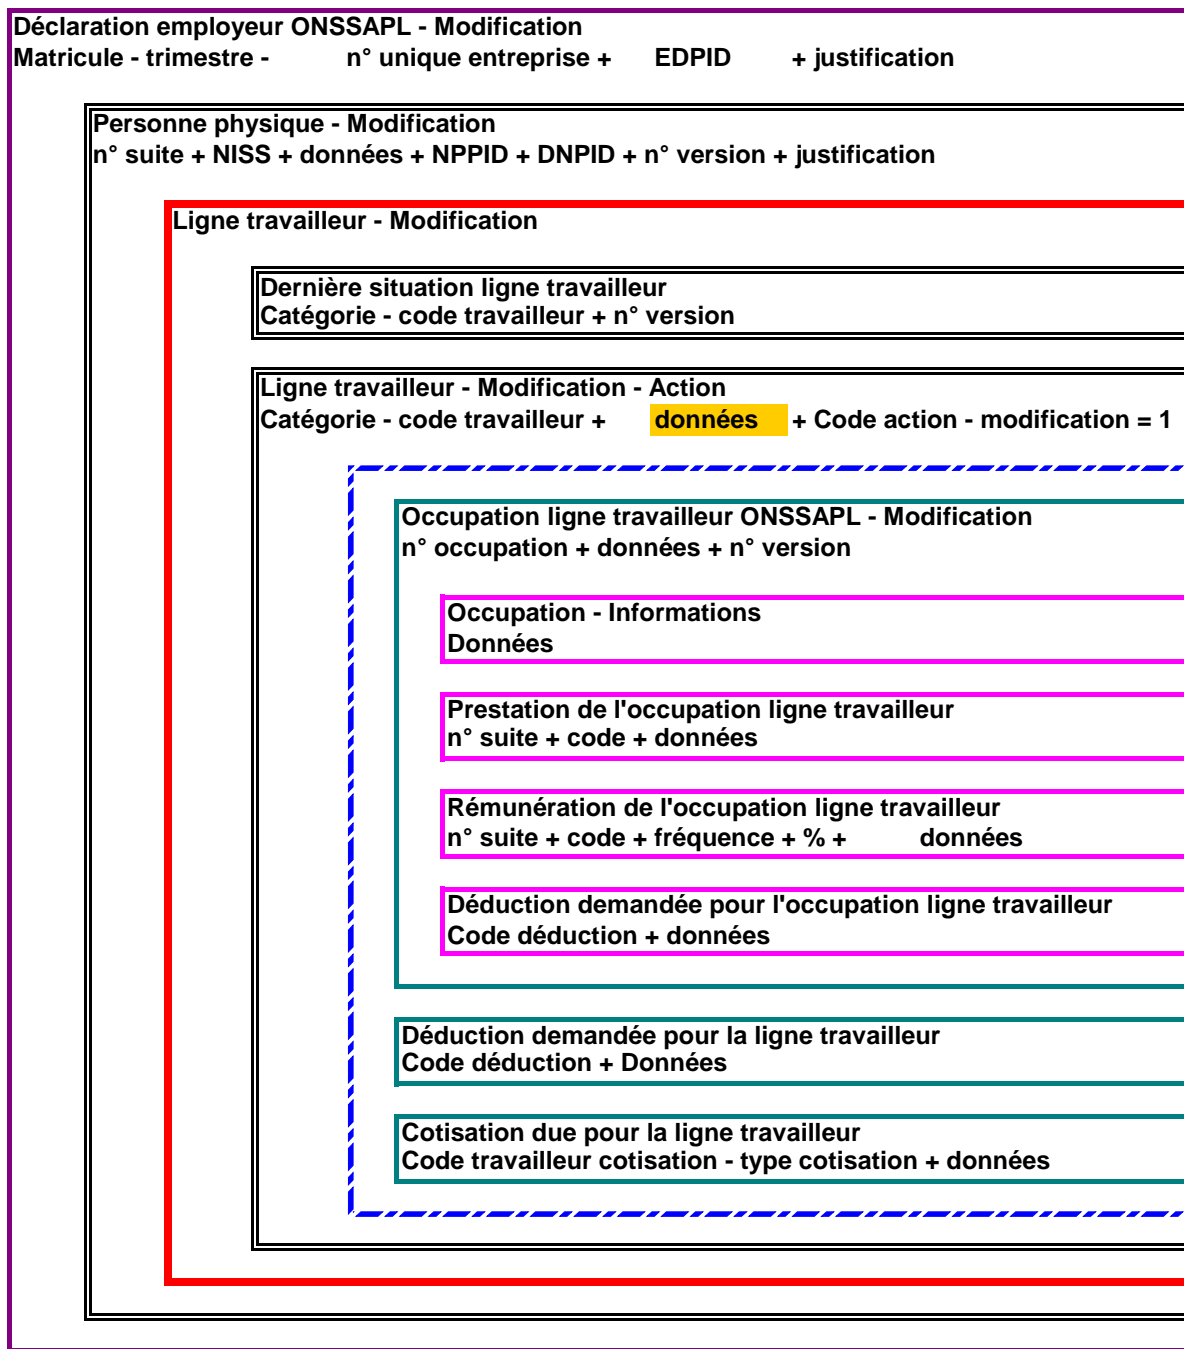 Déclaration employeur ONSSAPL - Modification
Matricule - trimestre - n° unique entreprise + EDPID + justification
Personne physique - Modification
n° suite + NISS + données + NPPID + DNPID + n° version + justification
Ligne travailleur - Modification
Dernière situation ligne travailleur
Catégorie - code travailleur + n° version
Ligne travailleur - Modification - Action
Catégorie - code travailleur + données + Code action - modification = 1
Occupation ligne travailleur ONSSAPL - Modification
n° occupation + données + n° version
Occupation - Informations
Données
Prestation de l'occupation ligne travailleur
n° suite + code + données
Rémunération de l'occupation ligne travailleur
n° suite + code + fréquence + % + données
Déduction demandée pour l'occupation ligne travailleur
Code déduction + données
Déduction demandée pour la ligne travailleur
Code déduction + Données
Cotisation due pour la ligne travailleur
Code travailleur cotisation - type cotisation + données